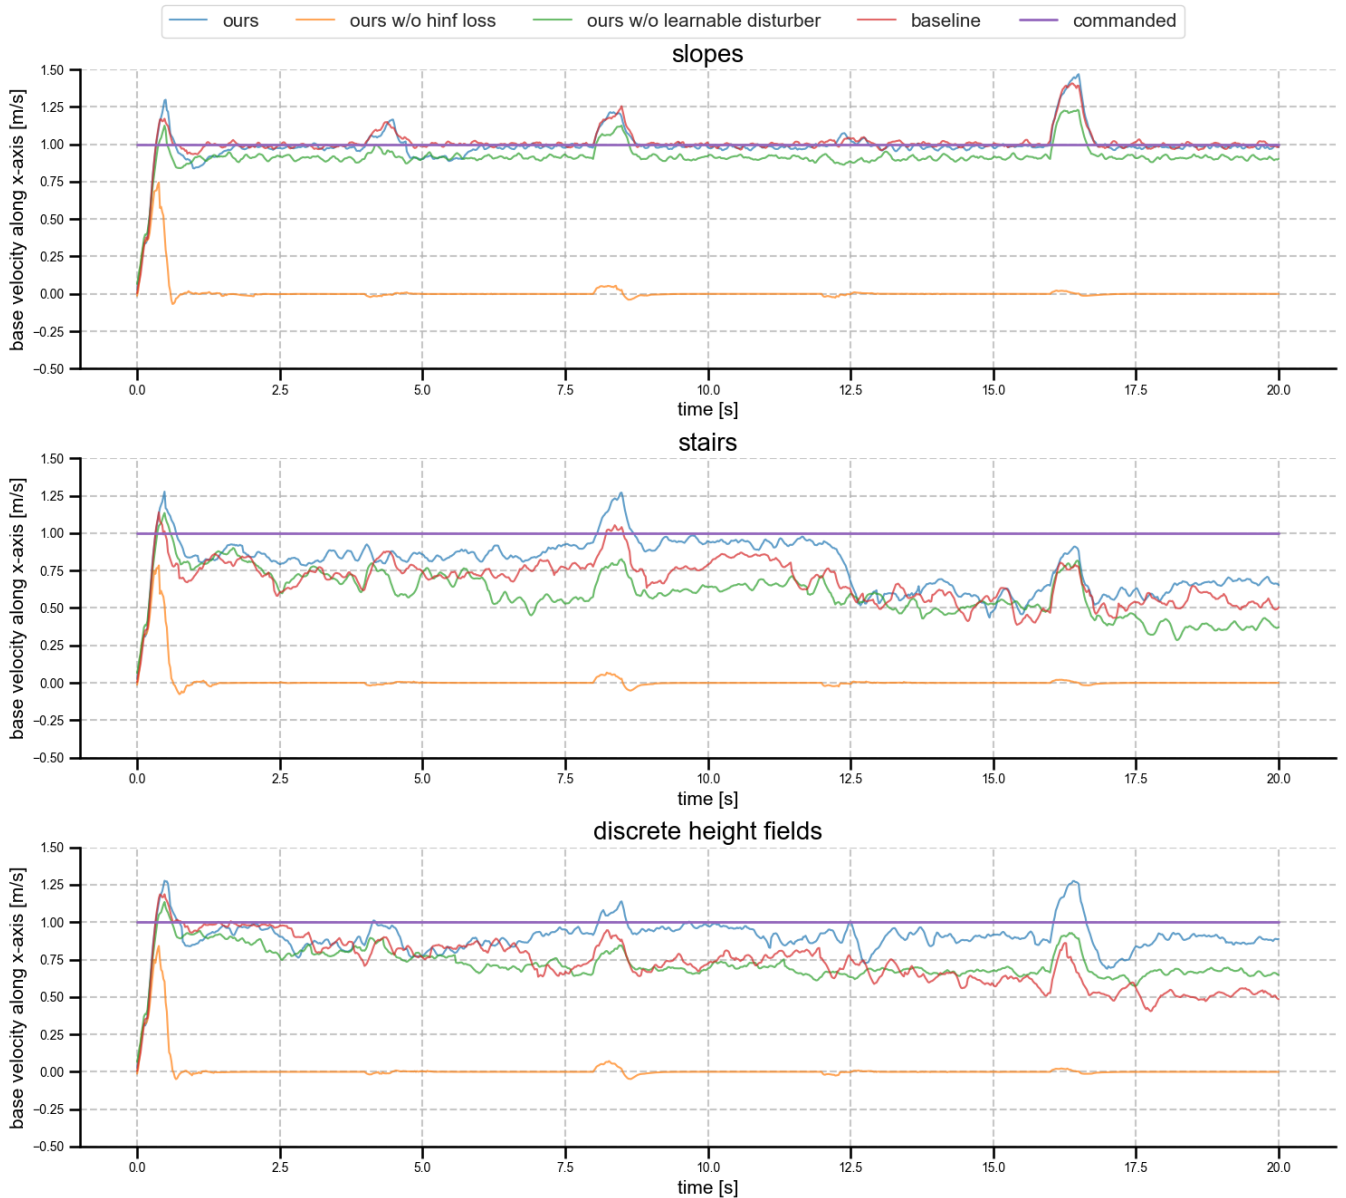 ours ours w/o hinf loss ours w/o learnable disturber baseline commanded
slopes
base velocity along x-axis [m/s]
1.50
1.25
1.00
0.75
0.50
0.25
0.00
−0.25
−0.50
0.0 2.5 5.0 7.5 10.0 12.5 15.0 17.5 20.0
time [s]
stairs
base velocity along x-axis [m/s]
1.50
1.25
1.00
0.75
0.50
0.25
0.00
−0.25
−0.50
0.0 2.5 5.0 7.5 10.0 12.5 15.0 17.5 20.0
time [s]
discrete height fields
base velocity along x-axis [m/s]
1.50
1.25
1.00
0.75
0.50
0.25
0.00
−0.25
−0.50
0.0 2.5 5.0 7.5 10.0 12.5 15.0 17.5 20.0
time [s]